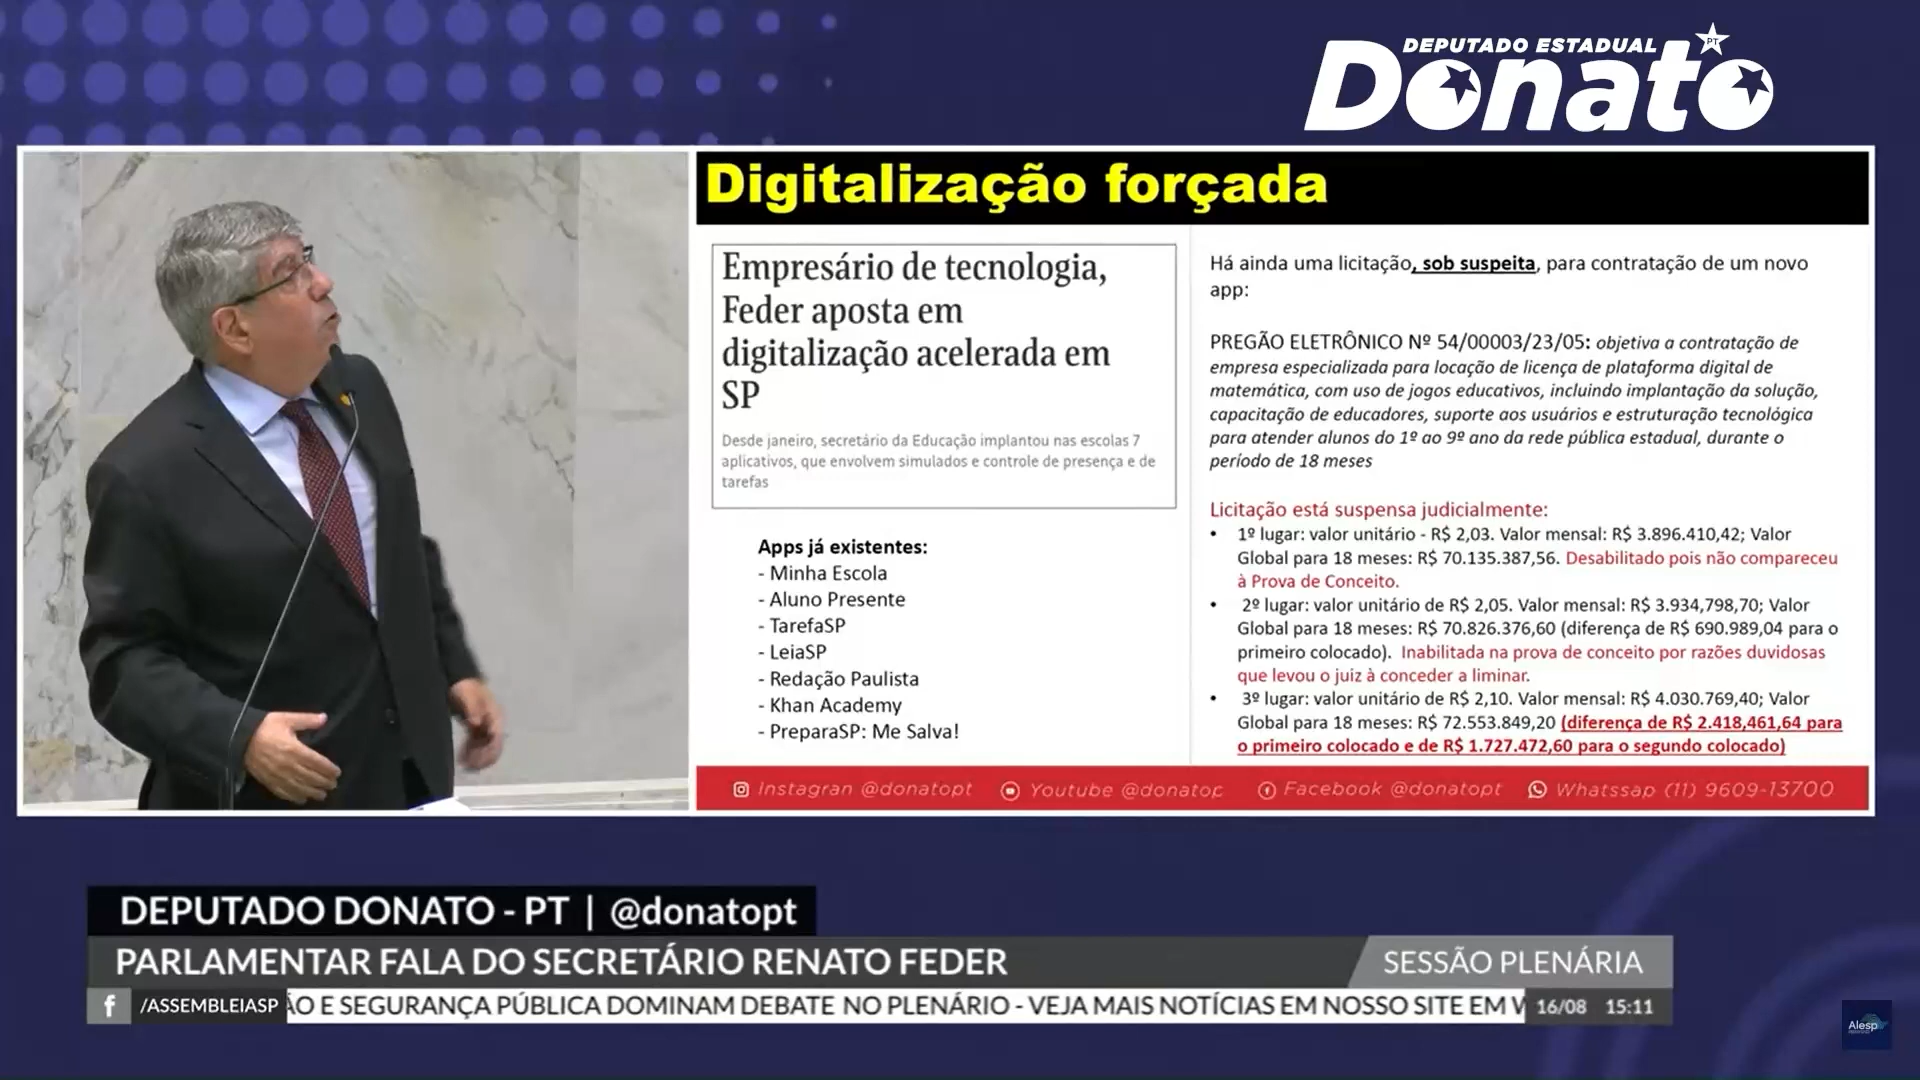 DEPUTADO ESTADUAL
PT
Donato
Digitalização forçada
Empresário de tecnologia,
Feder aposta em
digitalização acelerada em
SP
Desde janeiro, secretário da Educação implantou nas escolas 7
aplicativos, que envolvem simulados e controle de presença e de
tarefas
Apps já existentes:
- Minha Escola
- Aluno Presente
- TarefaSP
- LeiaSP
- Redação Paulista
- Khan Academy
- PreparaSP: Me Salva!
Há ainda uma licitação, sob suspeita, para contratação de um novo
app:
PREGÃO ELETRÔNICO Nº 54/00003/23/05: objetiva a contratação de
empresa especializada para locação de licença de plataforma digital de
matemática, com uso de jogos educativos, incluindo implantação da solução,
capacitação de educadores, suporte aos usuários e estruturação tecnológica
para atender alunos do 1º ao 9º ano da rede pública estadual, durante o
período de 18 meses
Licitação está suspensa judicialmente:
• 1º lugar: valor unitário - R$ 2,03. Valor mensal: R$ 3.896.410,42; Valor
Global para 18 meses: R$ 70.135.387,56. Desabilitado pois não compareceu
à Prova de Conceito.
• 2º lugar: valor unitário de R$ 2,05. Valor mensal: R$ 3.934,798,70; Valor
Global para 18 meses: R$ 70.826.376,60 (diferença de R$ 690.989,04 para o
primeiro colocado). Inabilitada na prova de conceito por razões duvidosas
que levou o juiz à conceder a liminar.
• 3º lugar: valor unitário de R$ 2,10. Valor mensal: R$ 4.030.769,40; Valor
Global para 18 meses: R$ 72.553.849,20 (diferença de R$ 2.418,461,64 para
o primeiro colocado e de R$ 1.727.472,60 para o segundo colocado)
Instagran @donatopt Youtube @donatopt Facebook @donatopt Whatssap (11) 9609-13700
DEPUTADO DONATO - PT | @donatopt
PARLAMENTAR FALA DO SECRETÁRIO RENATO FEDER SESSÃO PLENÁRIA
/ASSEMBLEIASP ÃO E SEGURANÇA PÚBLICA DOMINAM DEBATE NO PLENÁRIO - VEJA MAIS NOTÍCIAS EM NOSSO SITE EM 16/08 15:11
Alesp